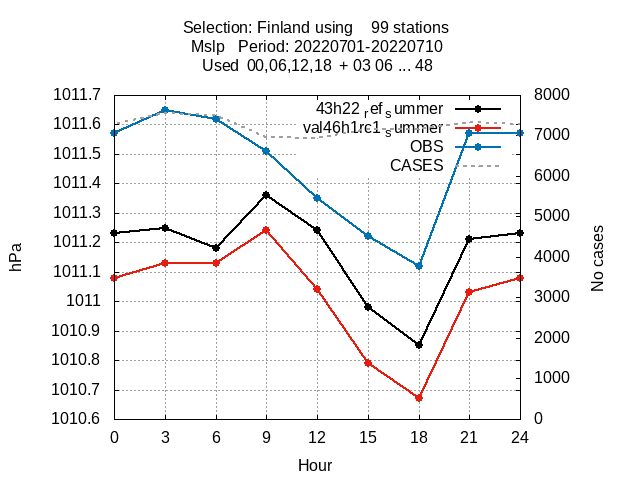 Selection: Finland using 99 stations
Mslp Period: 20220701-20220710
Used 00,06,12,18 + 03 06 ... 48
1011.7
1011.6
1011.5
1011.4
1011.3
1011.2
1011.1
1011
1010.9
1010.8
1010.7
1010.6
hPa
43h22 refsummer
val46h1rc1summer
OBS
CASES
8000
7000
6000
5000
4000
3000
2000
1000
0
No cases
0 3 6 9 12 15 18 21 24
Hour